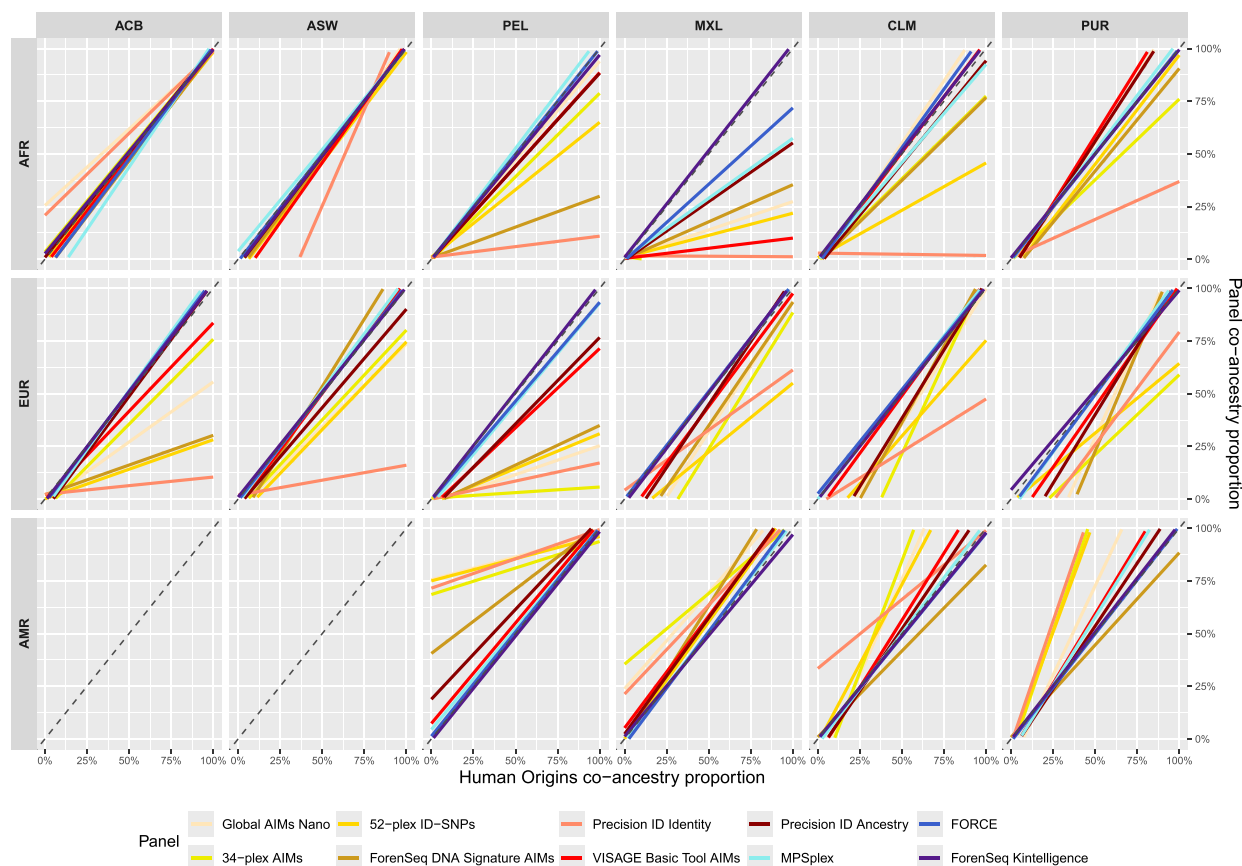 ACB ASW PEL MXL CLM PUR
AFR
100%
75%
50%
25%
0%
EUR
100%
75%
50%
25%
0%
AMR
100%
75%
50%
25%
0%
Panel co−ancestry proportion
0% 25% 50% 75% 100% 0% 25% 50% 75% 100% 0% 25% 50% 75% 100% 0% 25% 50% 75% 100% 0% 25% 50% 75% 100% 0% 25% 50% 75% 100%
Human Origins co−ancestry proportion
Panel
Global AIMs Nano 52−plex ID−SNPs Precision ID Identity Precision ID Ancestry FORCE
34−plex AIMs ForenSeq DNA Signature AIMs VISAGE Basic Tool AIMs MPSplex ForenSeq Kintelligence